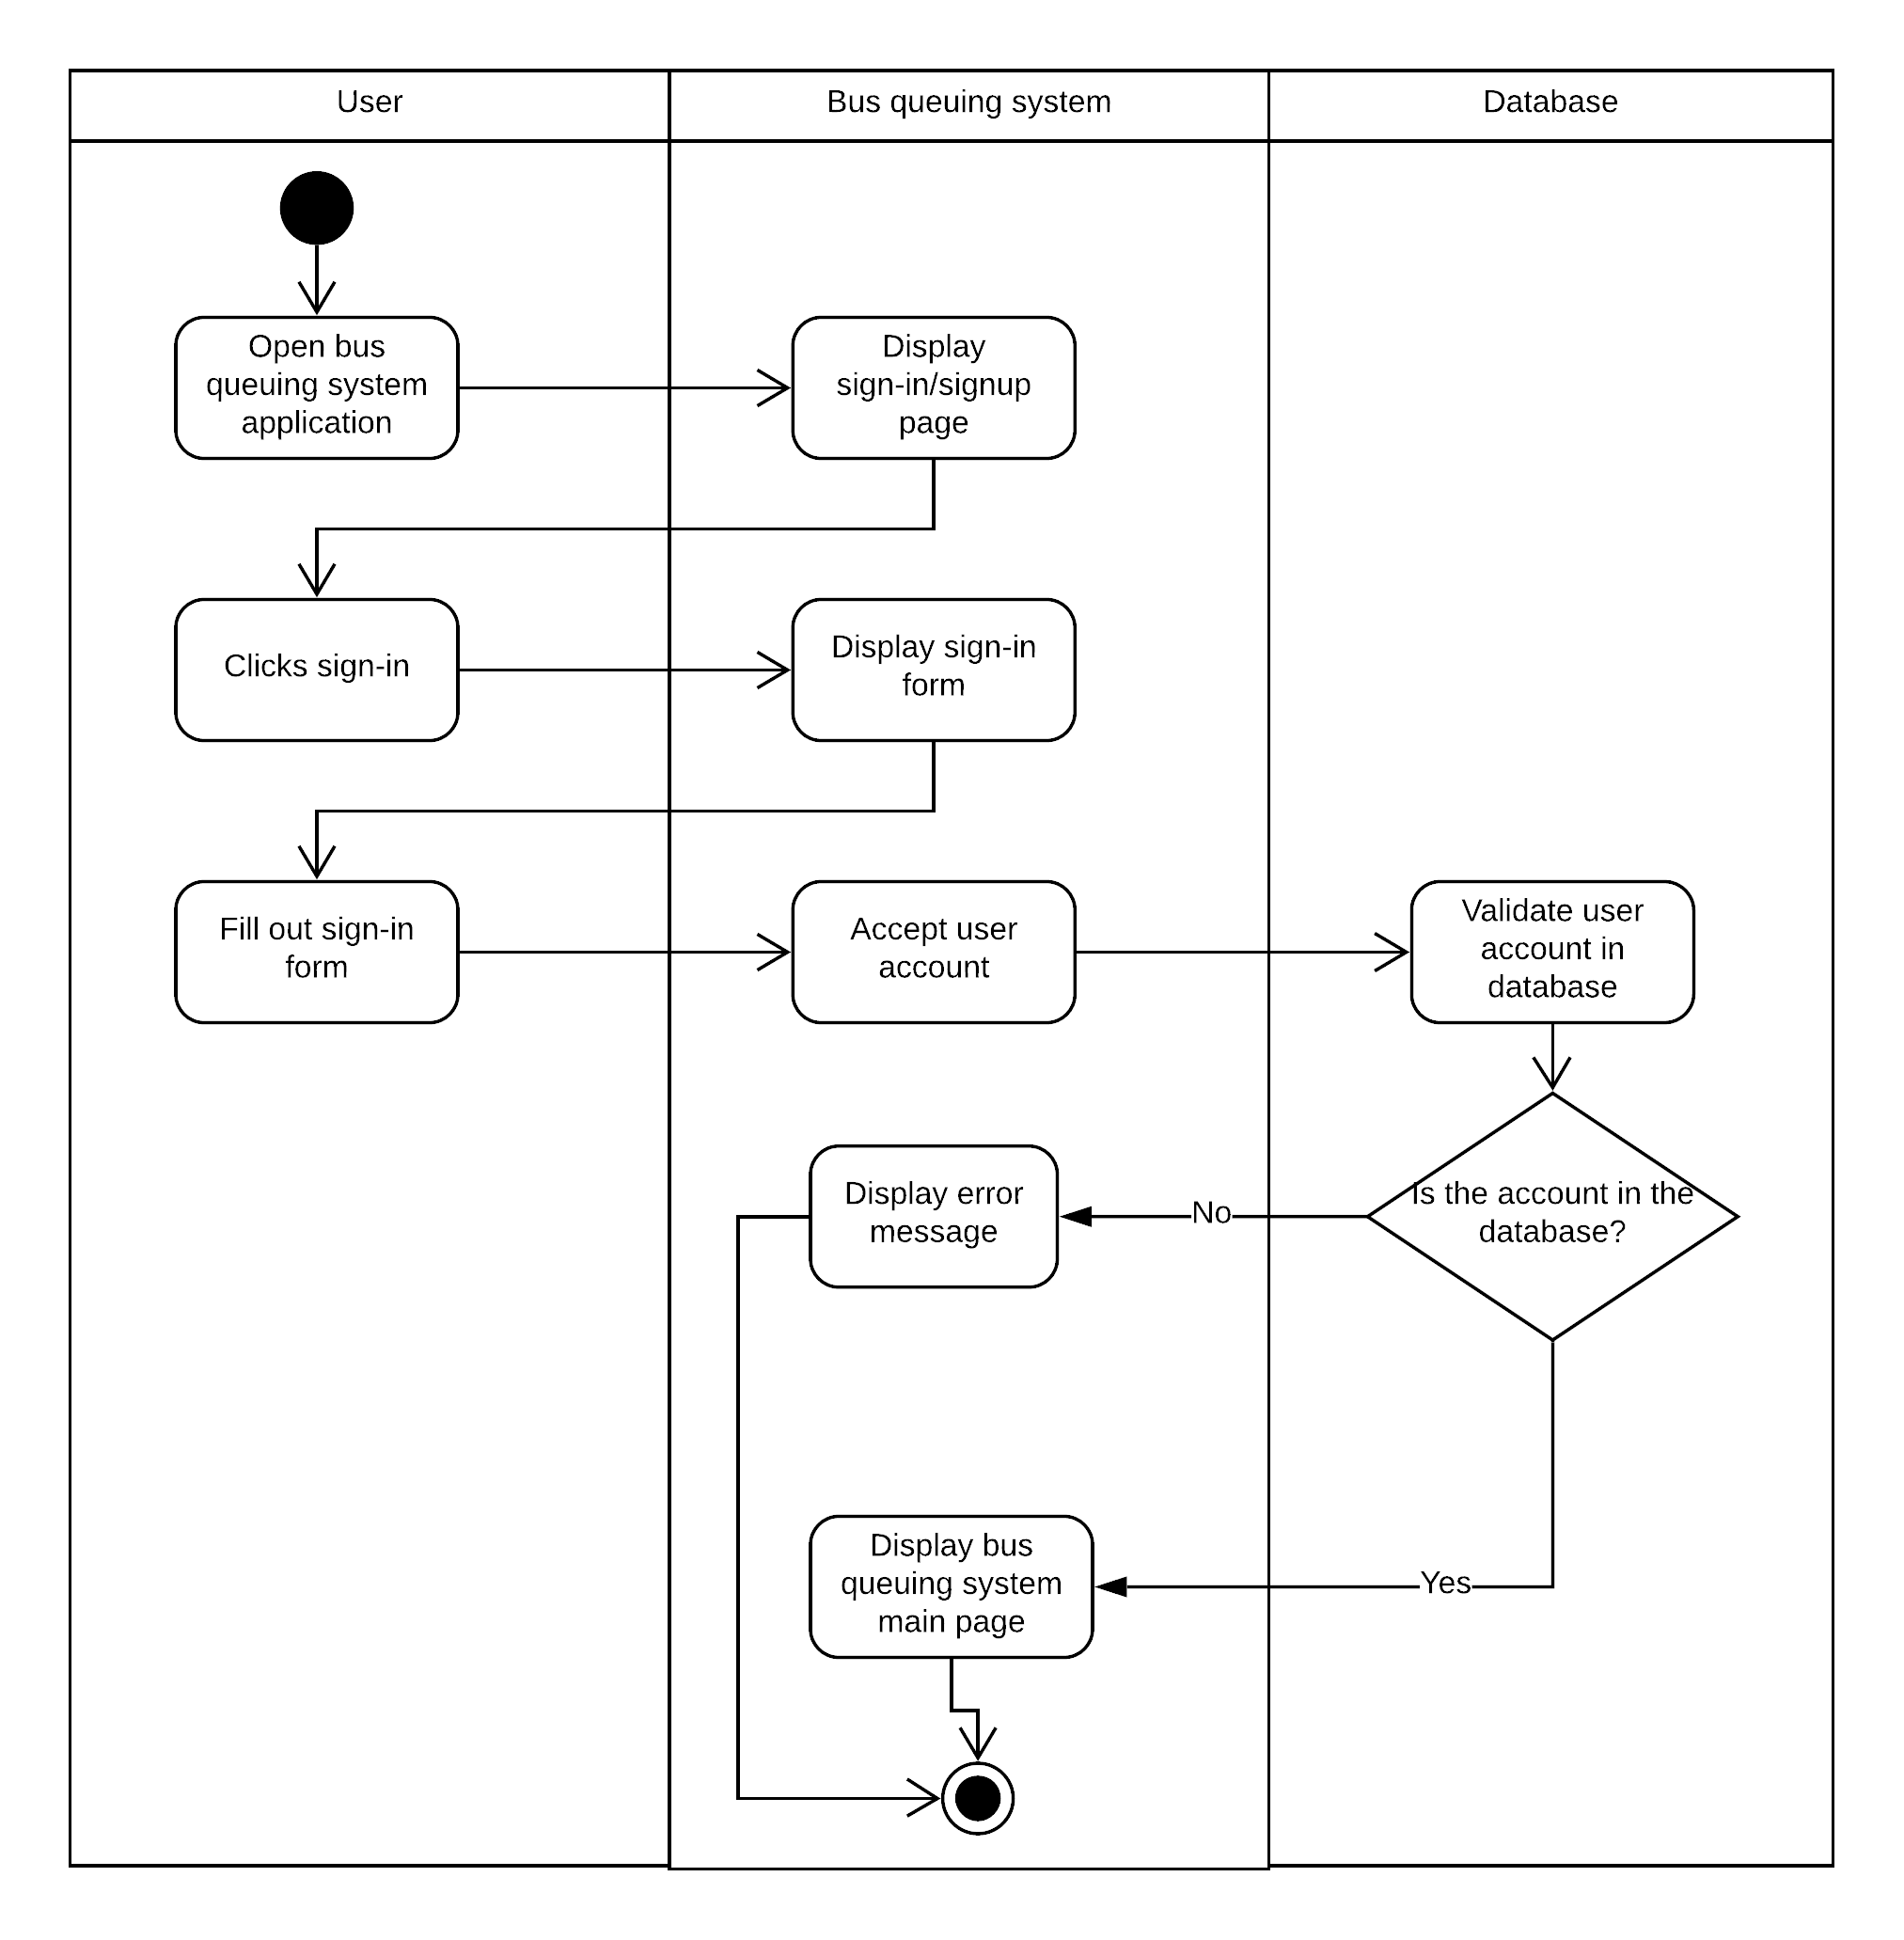 User
Bus queuing system
Database
Open bus
queuing system
application
Display
sign-in/signup
page
Clicks sign-in
Display sign-in
form
Fill out sign-in
form
Accept user
account
Validate user
account in
database
Is the account in the
database?
No
Display error
message
Yes
Display bus
queuing system
main page